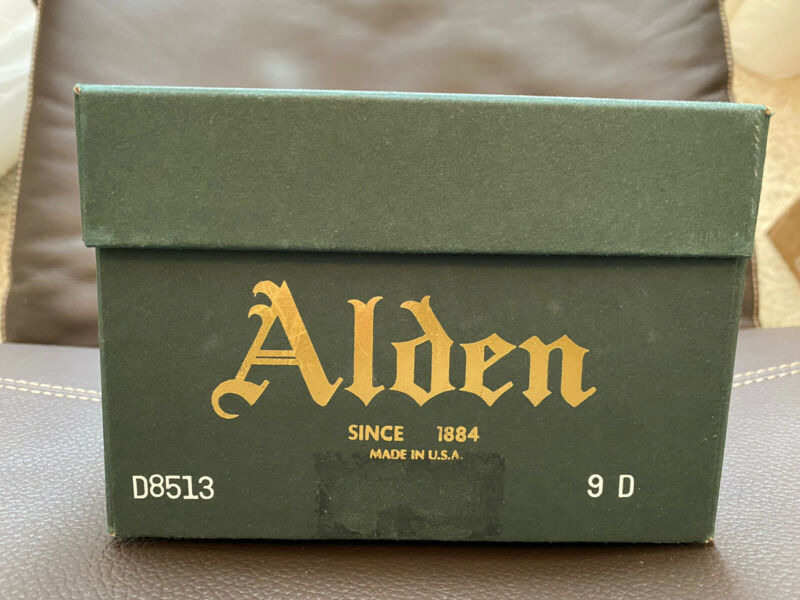 Alden
SINCE 1884
MADE IN U.S.A.
D8513 9 D